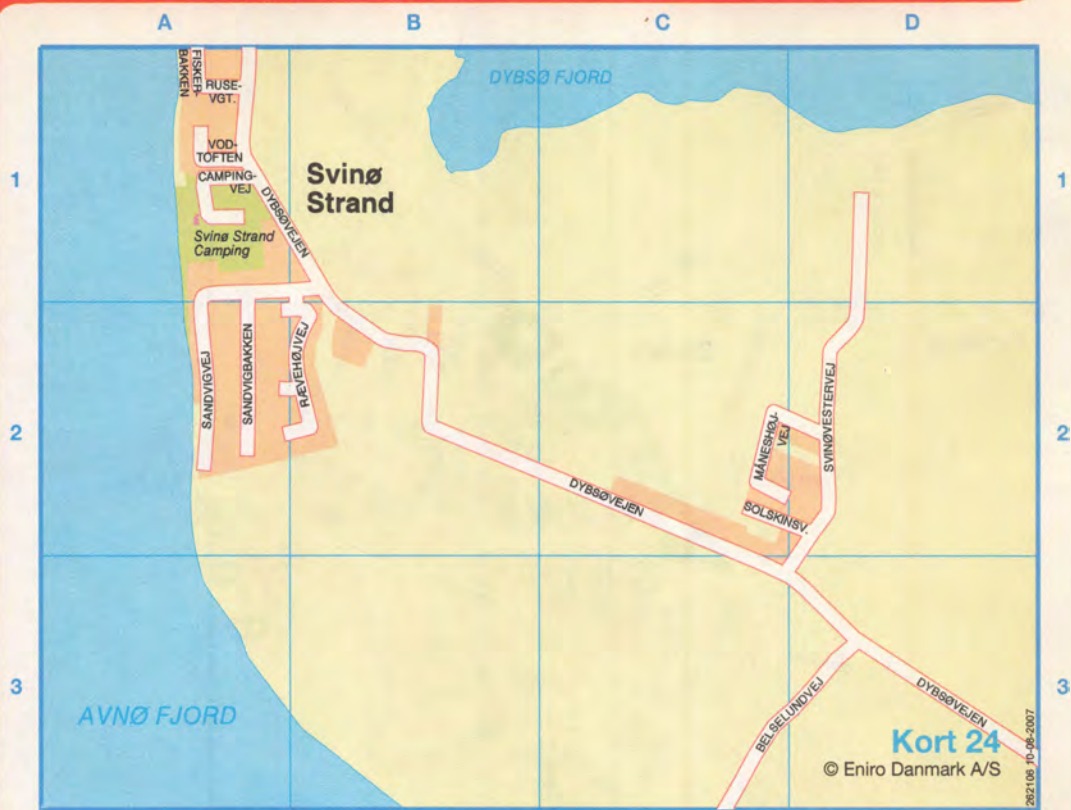 A B C D
FISKER-
BAKKEN
RUSE-
VGT.
DYBSØ FJORD
VOD-
TOFTEN
1
1
CAMPING-
VEJ
Svinø
Strand
DYBSØVEJEN
Svinø Strand
Camping
SANDVIGVEJ
SANDVIGBAKKEN
RÆVEHØJVEJ
2
2
MÅNESHØJ-
VEJ
SVINØVESTERVEJ
DYBSØVEJEN
SOLSKINSV.
3
3
AVNØ FJORD
BELSELUNDVEJ
DYBSØVEJEN
Kort 24
© Eniro Danmark A/S
262106 10-08-2007